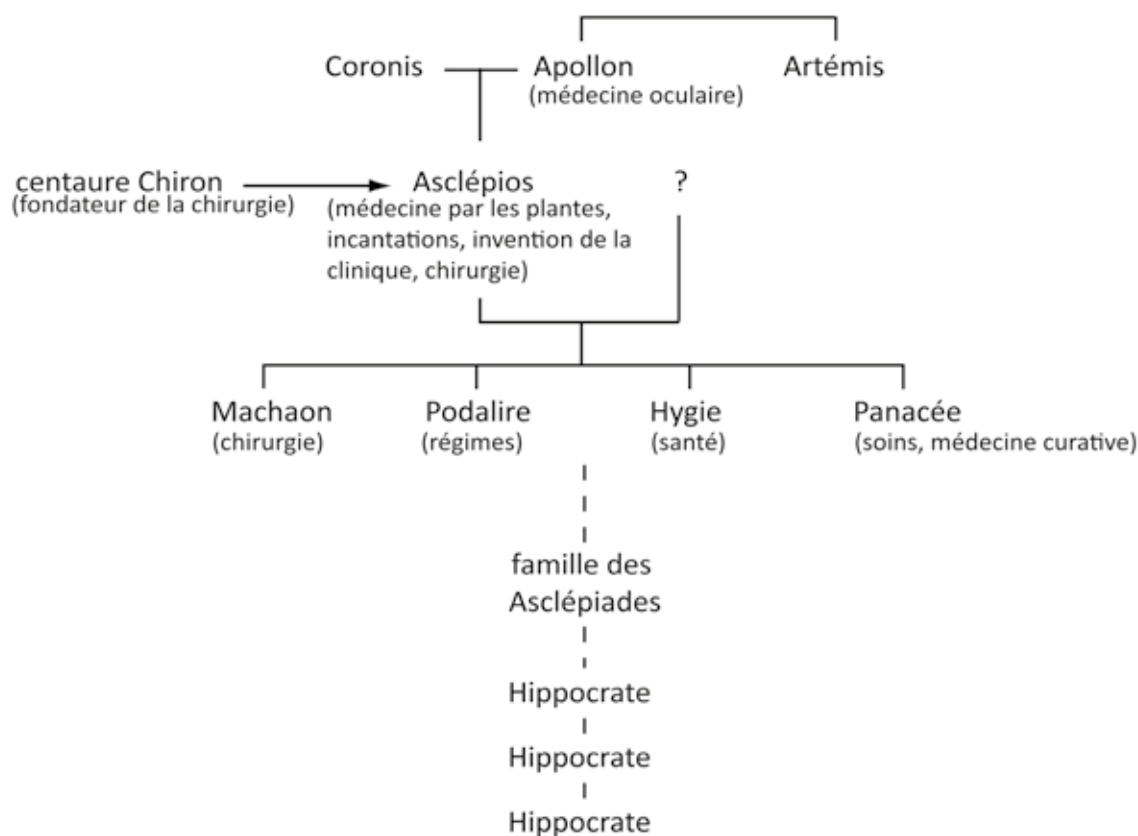 Coronis
Apollon
Artémis
(médecine oculaire)
centaure Chiron
(fondateur de la chirurgie)
Asclépios
(médecine par les plantes,
incantations, invention de la
clinique, chirurgie)
?
Machaon
(chirurgie)
Podalire
(régimes)
Hygie
(santé)
Panacée
(soins, médecine curative)
famille des
Asclépiades
Hippocrate
Hippocrate
Hippocrate